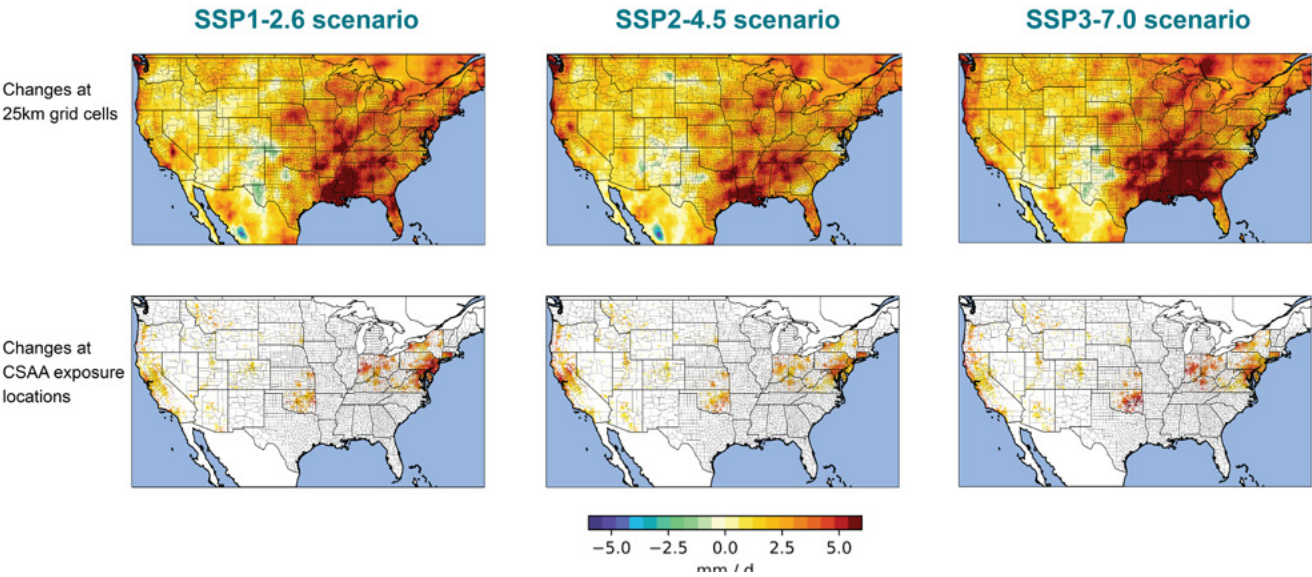 SSP1-2.6 scenario
SSP2-4.5 scenario
SSP3-7.0 scenario
Changes at
25km grid cells
Changes at
CSAA exposure
locations
−5.0 −2.5 0.0 2.5 5.0
mm / d